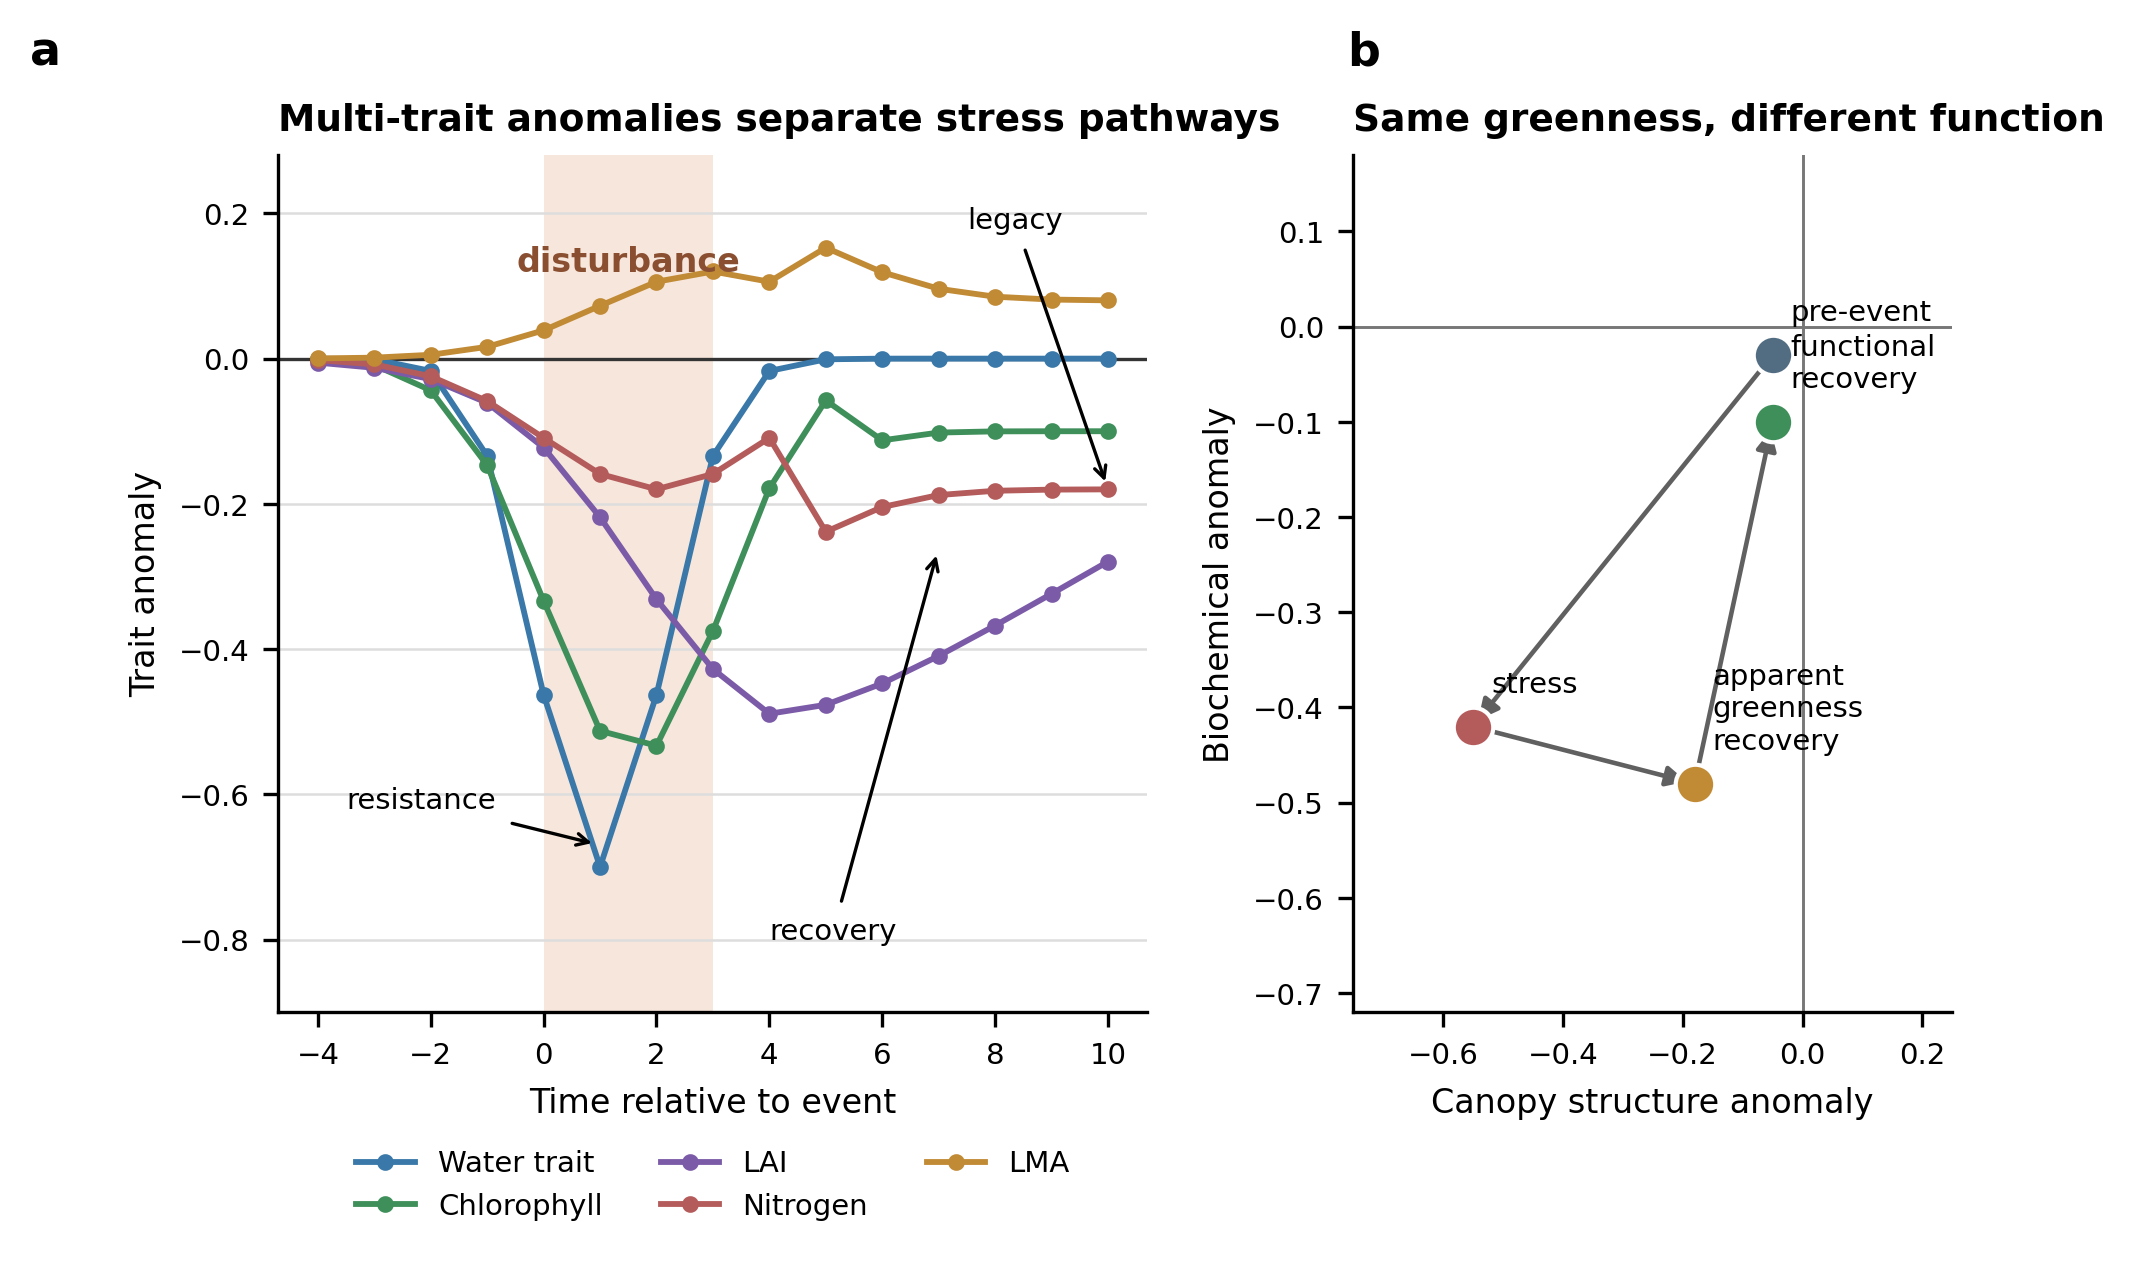 a
Multi-trait anomalies separate stress pathways
Trait anomaly
0.2
0.0
−0.2
−0.4
−0.6
−0.8
disturbance
legacy
resistance
recovery
−4
−2
0
2
4
6
8
10
Time relative to event
Water trait
Chlorophyll
LAI
Nitrogen
LMA
b
Same greenness, different function
Biochemical anomaly
0.1
0.0
−0.1
−0.2
−0.3
−0.4
−0.5
−0.6
−0.7
pre-event
functional
recovery
stress
apparent
greenness
recovery
−0.6
−0.4
−0.2
0.0
0.2
Canopy structure anomaly